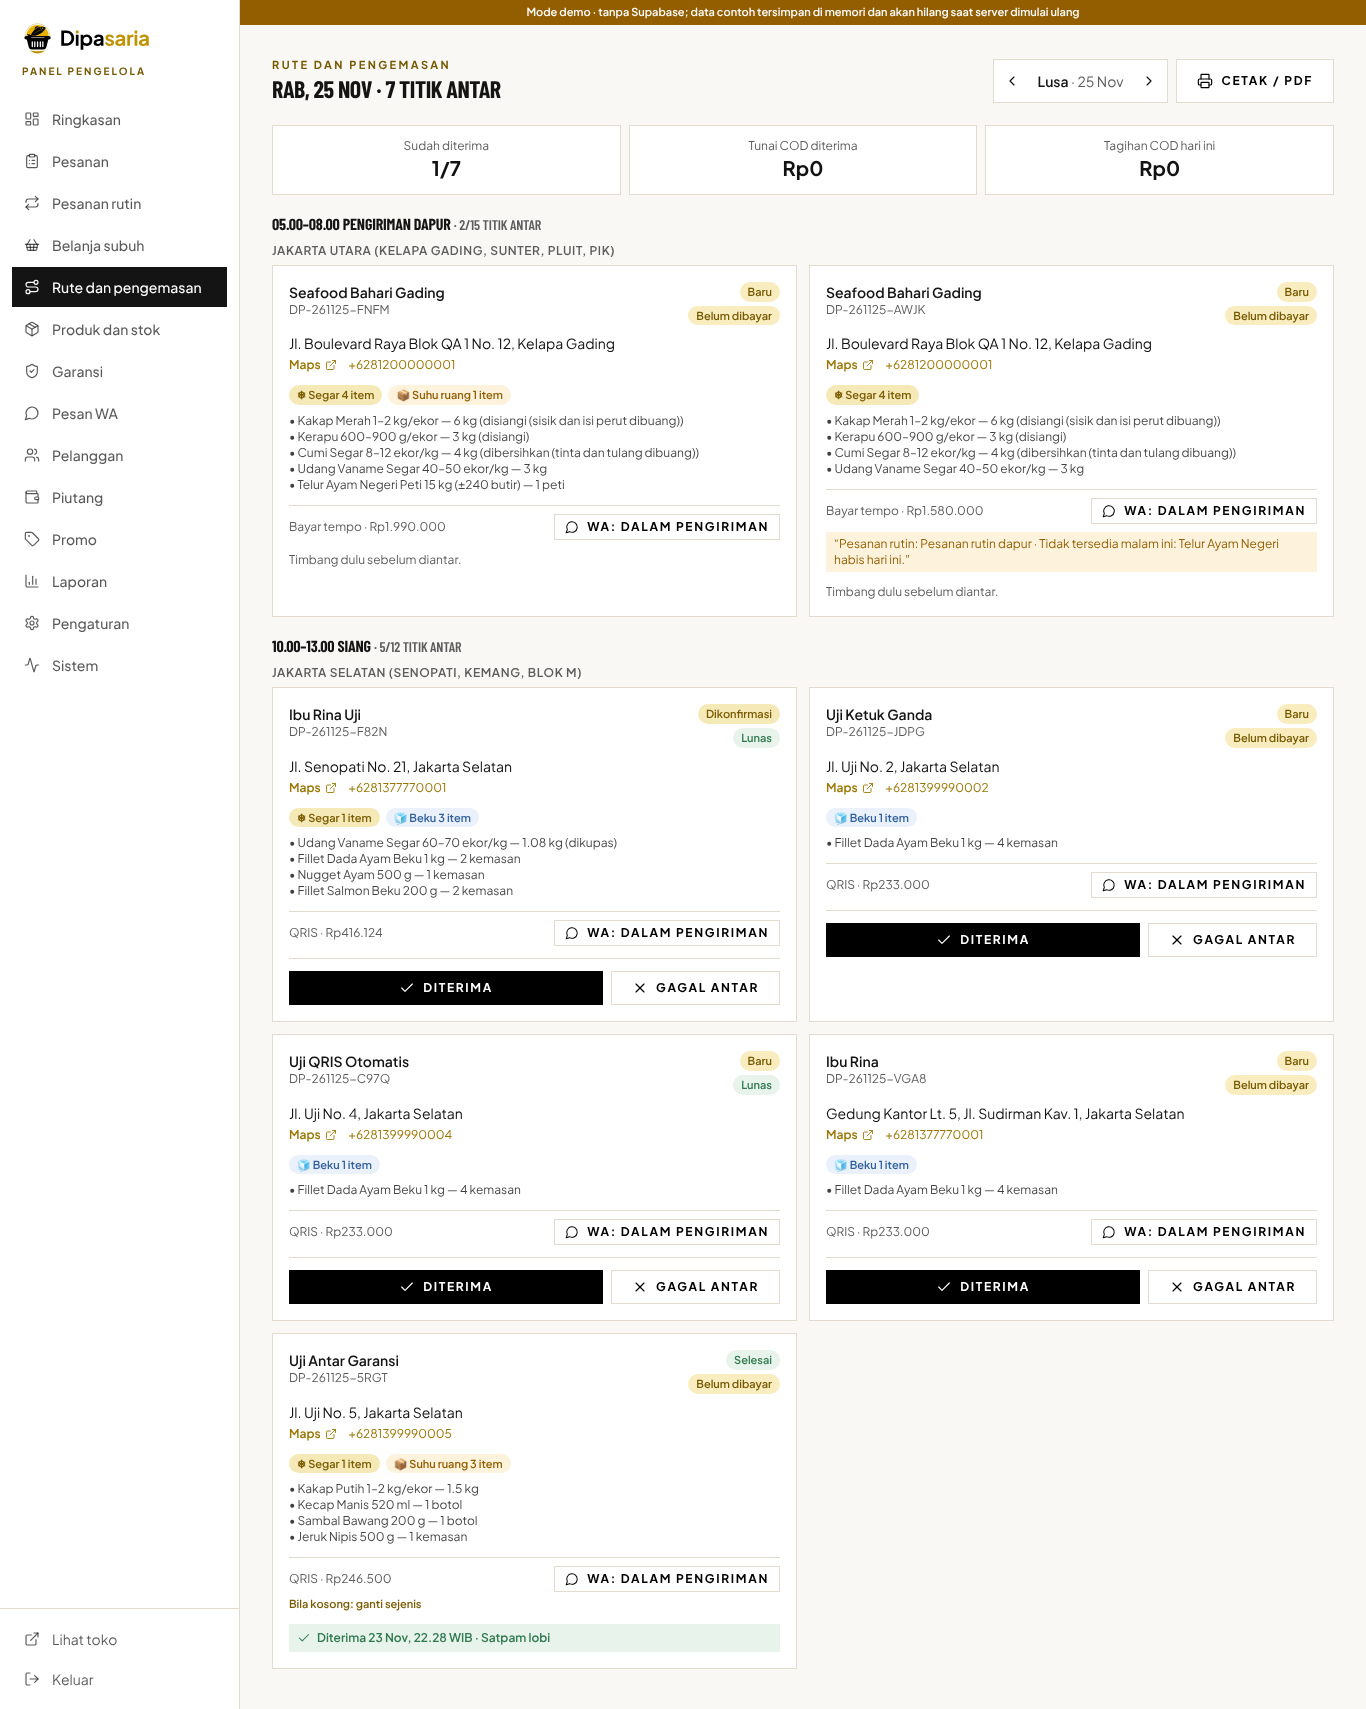 Mode demo · tanpa Supabase; data contoh tersimpan di memori dan akan hilang saat server dimulai ulang
Dipasaria
PANEL PENGELOLA
Ringkasan
Pesanan
Pesanan rutin
Belanja subuh
Rute dan pengemasan
Produk dan stok
Garansi
Pesan WA
Pelanggan
Piutang
Promo
Laporan
Pengaturan
Sistem
Lihat toko
Keluar
RUTE DAN PENGEMASAN
RAB, 25 NOV · 7 TITIK ANTAR
Lusa · 25 Nov
CETAK / PDF
Sudah diterima
1/7
Tunai COD diterima
Rp0
Tagihan COD hari ini
Rp0
05.00–08.00 PENGIRIMAN DAPUR · 2/15 TITIK ANTAR
JAKARTA UTARA (KELAPA GADING, SUNTER, PLUIT, PIK)
Seafood Bahari Gading
Baru
DP-261125-FNFM
Belum dibayar
Jl. Boulevard Raya Blok QA 1 No. 12, Kelapa Gading
Maps +6281200000001
❄ Segar 4 item 📦 Suhu ruang 1 item
• Kakap Merah 1–2 kg/ekor — 6 kg (disiangi (sisik dan isi perut dibuang))
• Kerapu 600–900 g/ekor — 3 kg (disiangi)
• Cumi Segar 8–12 ekor/kg — 4 kg (dibersihkan (tinta dan tulang dibuang))
• Udang Vaname Segar 40–50 ekor/kg — 3 kg
• Telur Ayam Negeri Peti 15 kg (±240 butir) — 1 peti
Bayar tempo · Rp1.990.000
WA: DALAM PENGIRIMAN
Timbang dulu sebelum diantar.
Seafood Bahari Gading
Baru
DP-261125-AWJK
Belum dibayar
Jl. Boulevard Raya Blok QA 1 No. 12, Kelapa Gading
Maps +6281200000001
❄ Segar 4 item
• Kakap Merah 1–2 kg/ekor — 6 kg (disiangi (sisik dan isi perut dibuang))
• Kerapu 600–900 g/ekor — 3 kg (disiangi)
• Cumi Segar 8–12 ekor/kg — 4 kg (dibersihkan (tinta dan tulang dibuang))
• Udang Vaname Segar 40–50 ekor/kg — 3 kg
Bayar tempo · Rp1.580.000
WA: DALAM PENGIRIMAN
"Pesanan rutin: Pesanan rutin dapur · Tidak tersedia malam ini: Telur Ayam Negeri
habis hari ini."
Timbang dulu sebelum diantar.
10.00–13.00 SIANG · 5/12 TITIK ANTAR
JAKARTA SELATAN (SENOPATI, KEMANG, BLOK M)
Ibu Rina Uji
Dikonfirmasi
DP-261125-F82N
Lunas
Jl. Senopati No. 21, Jakarta Selatan
Maps +6281377770001
❄ Segar 1 item 🧊 Beku 3 item
• Udang Vaname Segar 60–70 ekor/kg — 1.08 kg (dikupas)
• Fillet Dada Ayam Beku 1 kg — 2 kemasan
• Nugget Ayam 500 g — 1 kemasan
• Fillet Salmon Beku 200 g — 2 kemasan
QRIS · Rp416.124
WA: DALAM PENGIRIMAN
DITERIMA
GAGAL ANTAR
Uji Ketuk Ganda
Baru
DP-261125-JDPG
Belum dibayar
Jl. Uji No. 2, Jakarta Selatan
Maps +6281399990002
🧊 Beku 1 item
• Fillet Dada Ayam Beku 1 kg — 4 kemasan
QRIS · Rp233.000
WA: DALAM PENGIRIMAN
DITERIMA
GAGAL ANTAR
Uji QRIS Otomatis
Baru
DP-261125-C97Q
Lunas
Jl. Uji No. 4, Jakarta Selatan
Maps +6281399990004
🧊 Beku 1 item
• Fillet Dada Ayam Beku 1 kg — 4 kemasan
QRIS · Rp233.000
WA: DALAM PENGIRIMAN
DITERIMA
GAGAL ANTAR
Ibu Rina
Baru
DP-261125-VGA8
Belum dibayar
Gedung Kantor Lt. 5, Jl. Sudirman Kav. 1, Jakarta Selatan
Maps +6281377770001
🧊 Beku 1 item
• Fillet Dada Ayam Beku 1 kg — 4 kemasan
QRIS · Rp233.000
WA: DALAM PENGIRIMAN
DITERIMA
GAGAL ANTAR
Uji Antar Garansi
Selesai
DP-261125-5RGT
Belum dibayar
Jl. Uji No. 5, Jakarta Selatan
Maps +6281399990005
❄ Segar 1 item 📦 Suhu ruang 3 item
• Kakap Putih 1–2 kg/ekor — 1.5 kg
• Kecap Manis 520 ml — 1 botol
• Sambal Bawang 200 g — 1 botol
• Jeruk Nipis 500 g — 1 kemasan
QRIS · Rp246.500
WA: DALAM PENGIRIMAN
Bila kosong: ganti sejenis
Diterima 23 Nov, 22.28 WIB · Satpam lobi